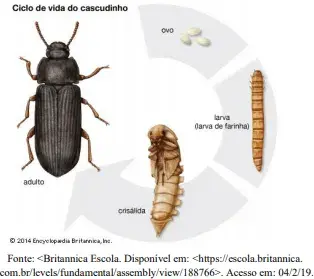 Ciclo de vida do cascudinho
ovo
larva
(larva de farinha)
crisálida
adulto
© 2014 Encyclopædia Britannica, Inc.
Fonte: <Britannica Escola. Disponível em: <https://escola.britannica.
com.br/levels/fundamental/assembly/view/188766>. Acesso em: 04/2/19.